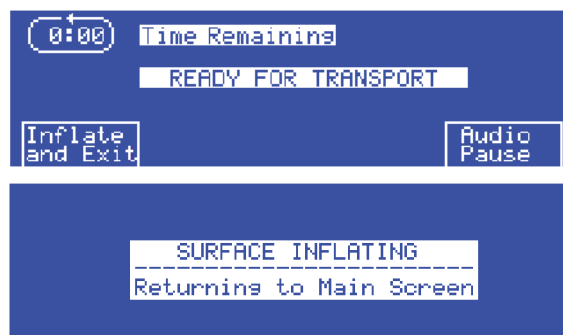 0:00 Time Remaining
READY FOR TRANSPORT
Inflate and Exit
Audio Pause
SURFACE INFLATING
Returning to Main Screen